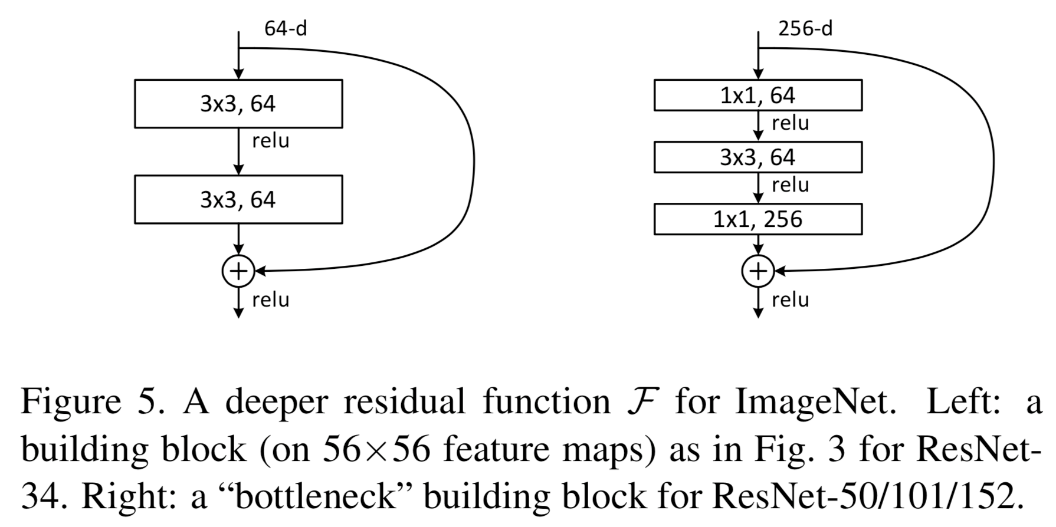 64-d
3x3, 64
relu
3x3, 64
relu
256-d
1x1, 64
relu
3x3, 64
relu
1x1, 256
relu
Figure 5. A deeper residual function F for ImageNet. Left: a
building block (on 56×56 feature maps) as in Fig. 3 for ResNet-
34. Right: a “bottleneck” building block for ResNet-50/101/152.